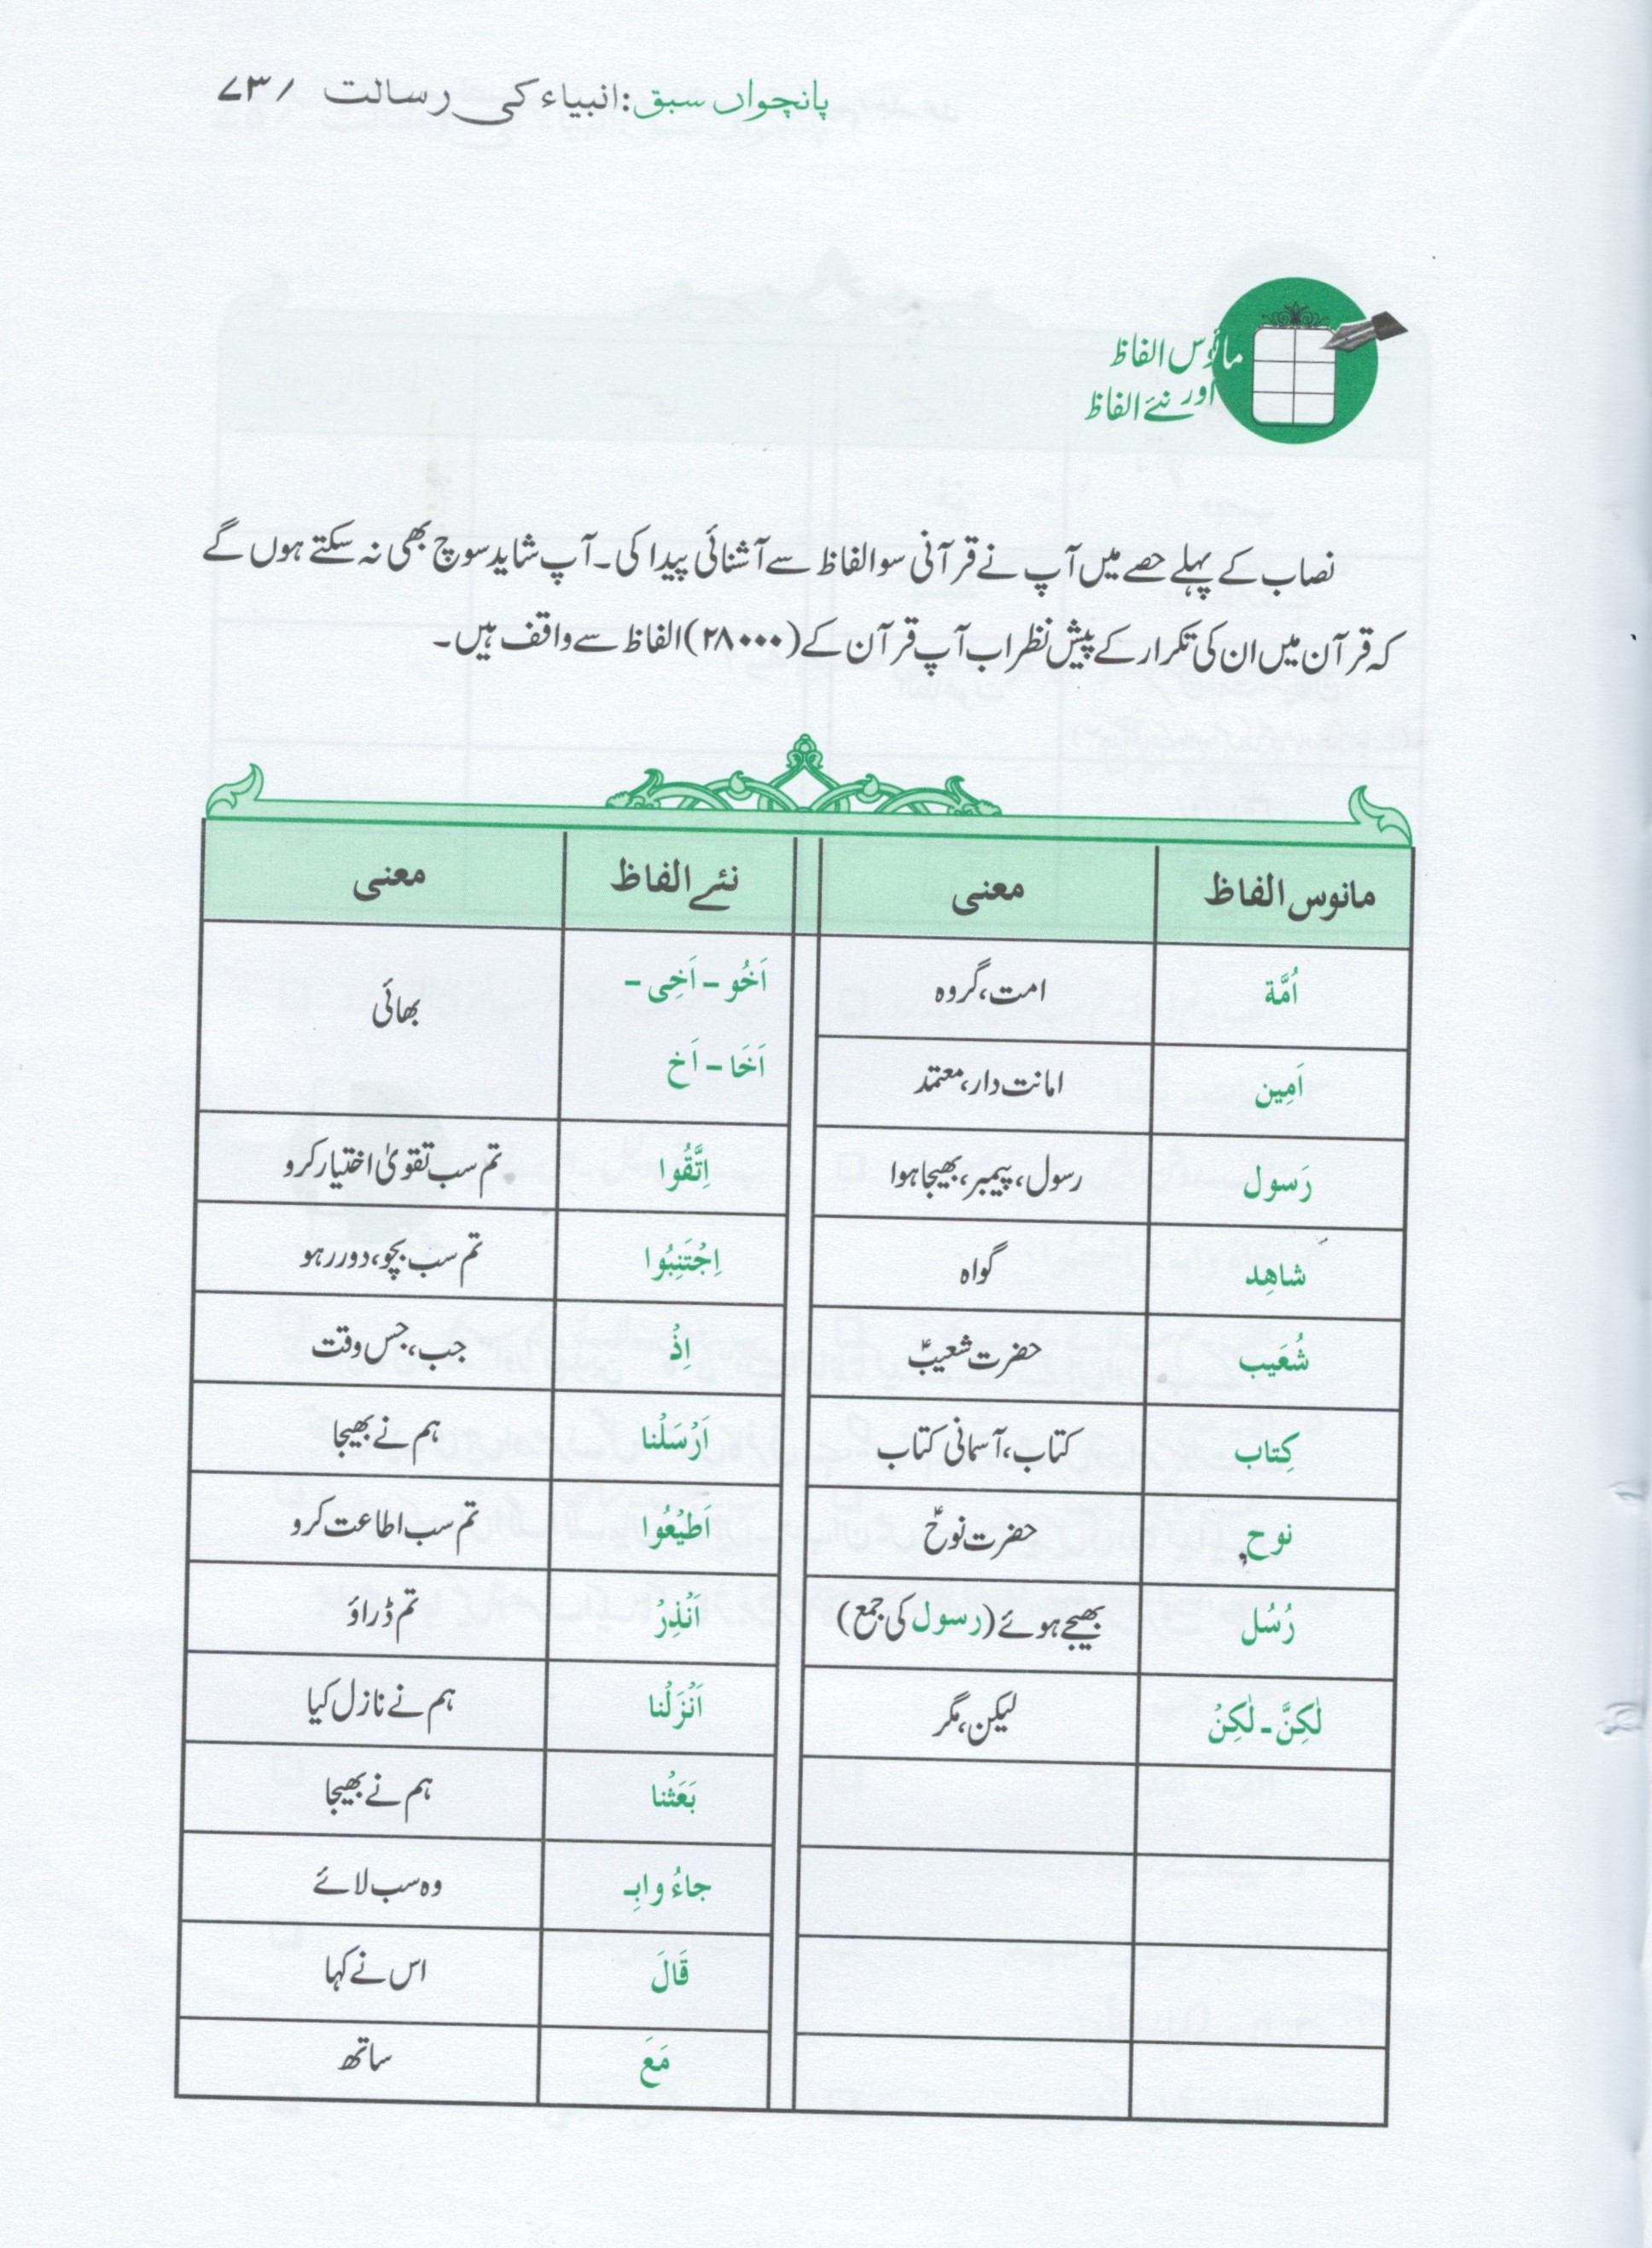 پانچواں سبق: انبیاء کی رسالت / ۷۳
مانوس الفاظ
اور نئے الفاظ
نصاب کے پہلے حصے میں آپ نے قرآنی سو الفاظ سے آشنائی پیدا کی۔ آپ شاید سوچ بھی نہ سکتے ہوں گے
کہ قرآن میں ان کی تکرار کے پیش نظر اب آپ قرآن کے (۲۸۰۰۰) الفاظ سے واقف ہیں۔
مانوس الفاظ معنی نئے الفاظ معنی
اُمَّة امت، گروہ اَخُو - اَخِی - بھائی
اَخَا - اَخ
اَمِین امانت دار، معتمد
رَسول رسول، پیمبر، بھیجا ہوا اِتَّقُوا تم سب تقویٰ اختیار کرو
شاهِد گواہ اِجْتَنِبُوا تم سب بچو، دور رہو
شُعَیب حضرت شعیبؑ اِذْ جب، جس وقت
کِتاب کتاب، آسمانی کتاب اَرْسَلْنا ہم نے بھیجا
نوح حضرت نوحؑ اَطِیْعُوا تم سب اطاعت کرو
رُسُل بھیجے ہوئے (رسول کی جمع) اَنْذِرْ تم ڈراؤ
لٰکِنَّ ـ لٰکِنْ لیکن، مگر اَنْزَلْنا ہم نے نازل کیا
بَعَثْنا ہم نے بھیجا
جاءُ وابِـ وہ سب لائے
قَالَ اس نے کہا
مَعَ ساتھ